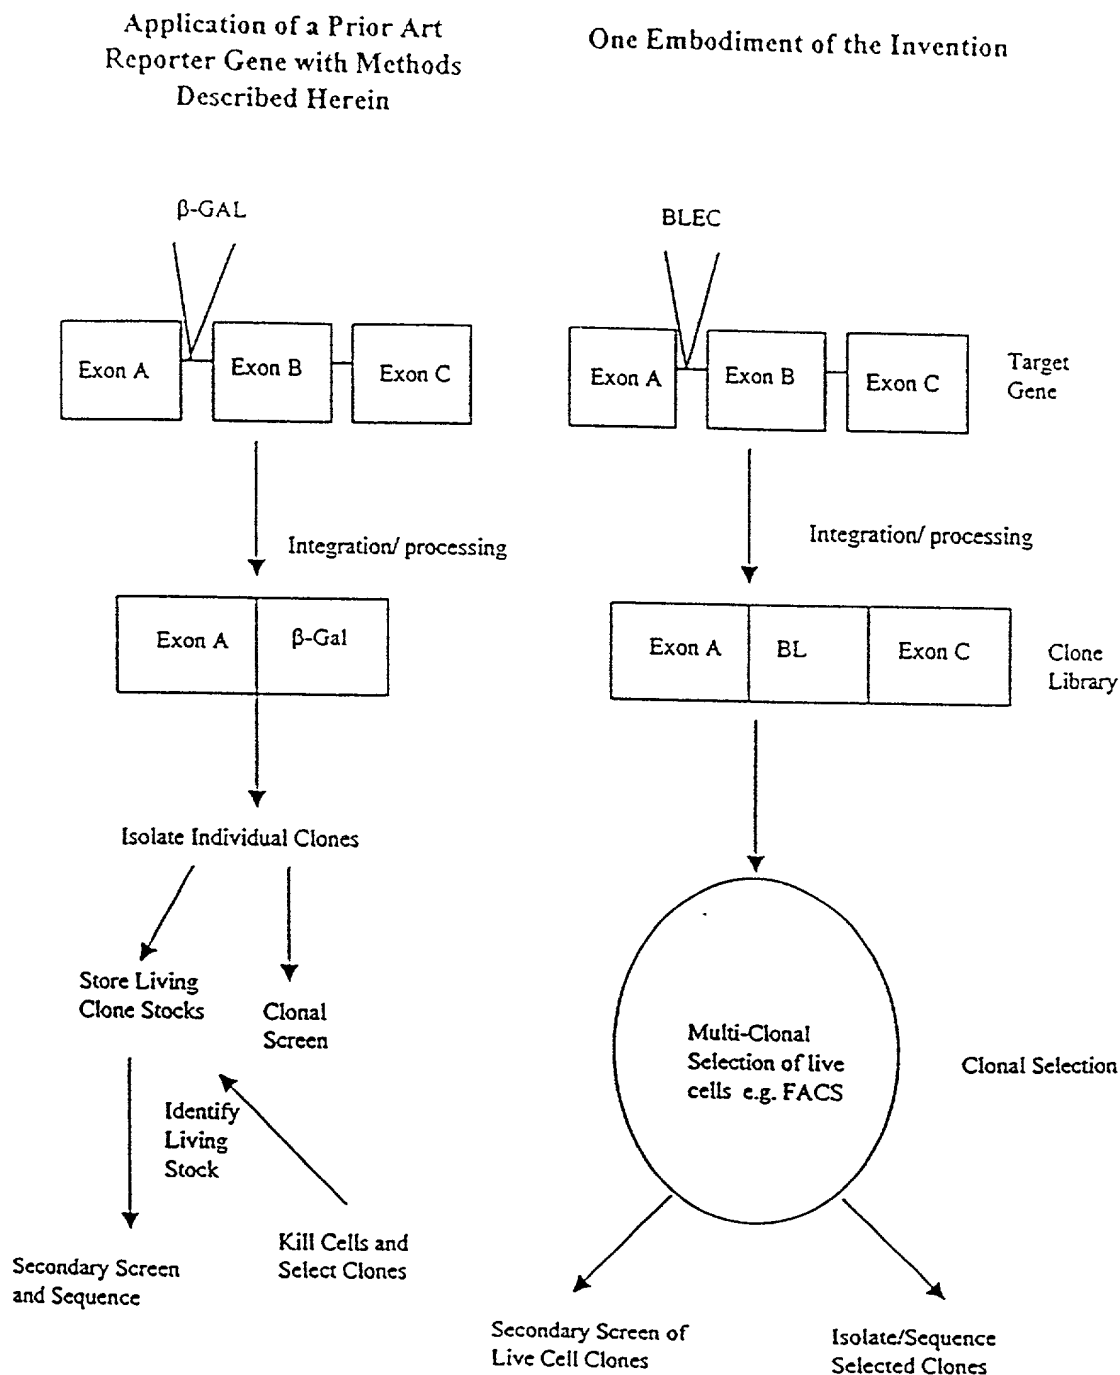 Application of a Prior Art
Reporter Gene with Methods
Described Herein
One Embodiment of the Invention
β-GAL
Exon A
Exon B
Exon C
Integration/ processing
Exon A
β-Gal
Isolate Individual Clones
Store Living
Clone Stocks
Clonal
Screen
Identify
Living
Stock
Kill Cells and
Select Clones
Secondary Screen
and Sequence
BLEC
Exon A
Exon B
Exon C
Target
Gene
Integration/ processing
Exon A
BL
Exon C
Clone
Library
Multi-Clonal
Selection of live
cells e.g. FACS
Clonal Selection
Secondary Screen of
Live Cell Clones
Isolate/Sequence
Selected Clones